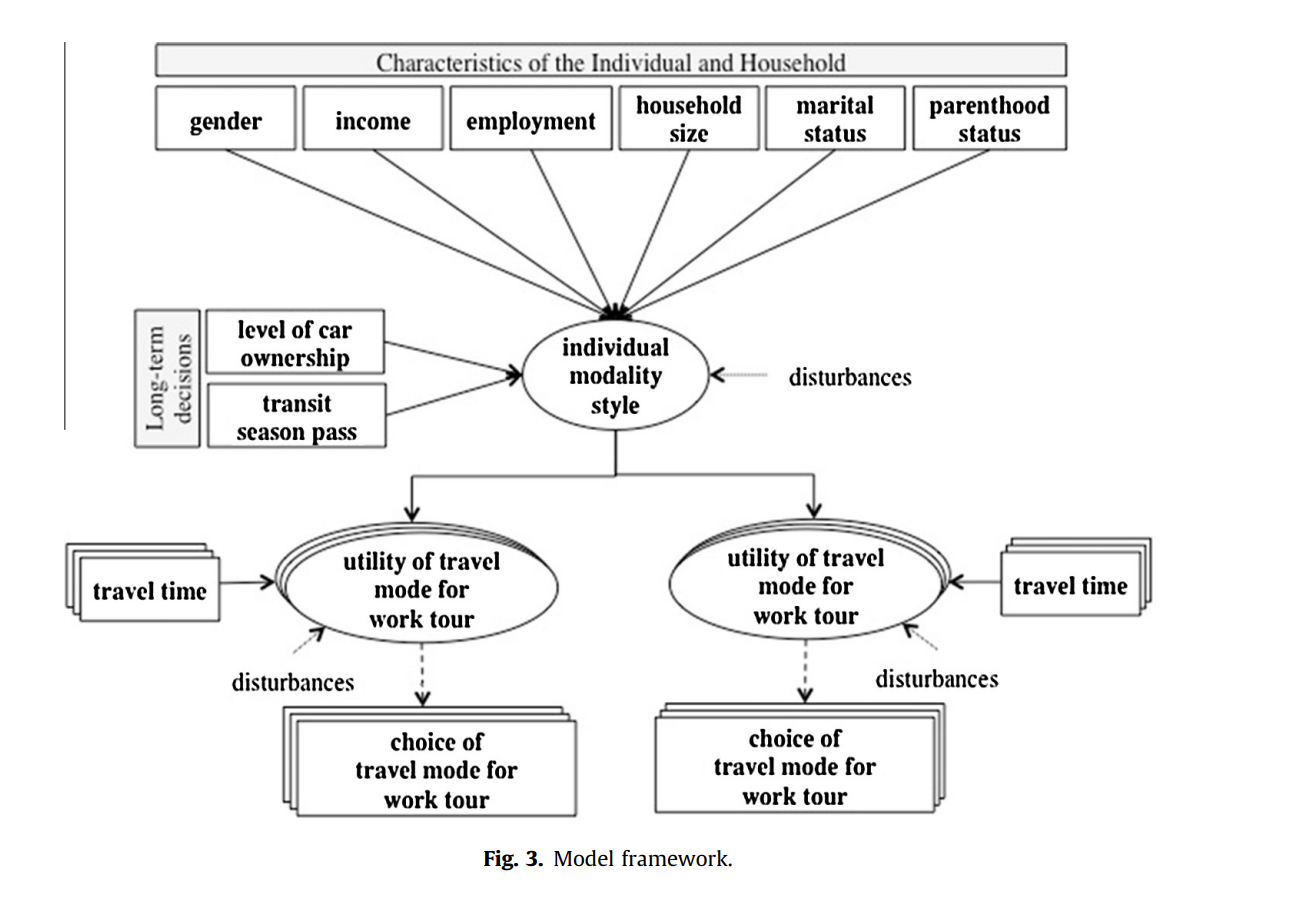 Characteristics of the Individual and Household
gender
income
employment
household
size
marital
status
parenthood
status
Long-term
decisions
level of car
ownership
transit
season pass
individual
modality
style
disturbances
travel time
utility of travel
mode for
work tour
utility of travel
mode for
work tour
travel time
disturbances
disturbances
choice of
travel mode for
work tour
choice of
travel mode for
work tour
Fig. 3. Model framework.